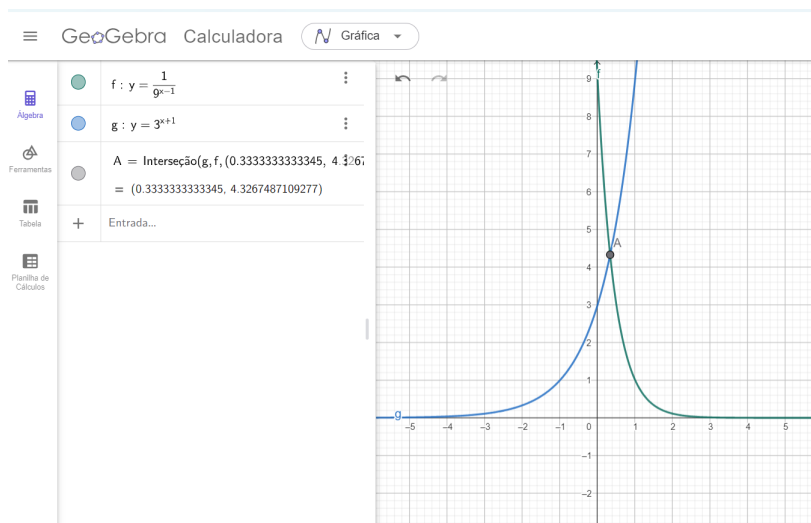 GeoGebra Calculadora Gráfica
Álgebra
Ferramentas
Tabela
Planilha de
Cálculos
f : y = 1/9^(x−1)
g : y = 3^(x+1)
A = Interseção(g, f, (0.3333333333345, 4.3267
= (0.3333333333345, 4.3267487109277)
Entrada...
f
A
g
9
8
7
6
5
4
3
2
1
−5 −4 −3 −2 −1 0 1 2 3 4 5
−1
−2